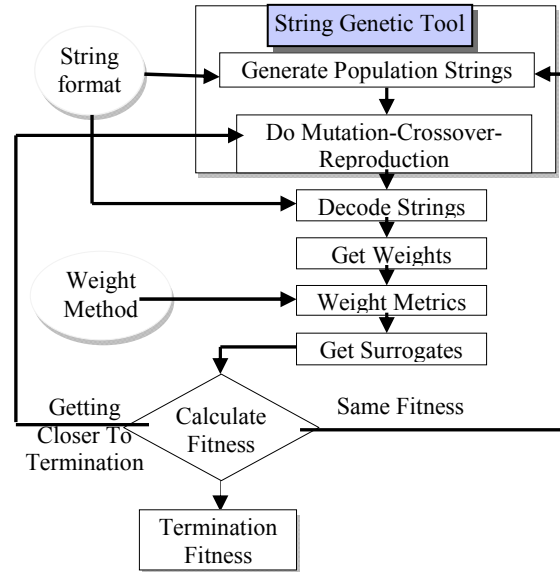 String Genetic Tool
String
format
Generate Population Strings
Do Mutation-Crossover-
Reproduction
Decode Strings
Get Weights
Weight
Method
Weight Metrics
Get Surrogates
Getting
Closer To
Termination
Calculate
Fitness
Same Fitness
Termination
Fitness